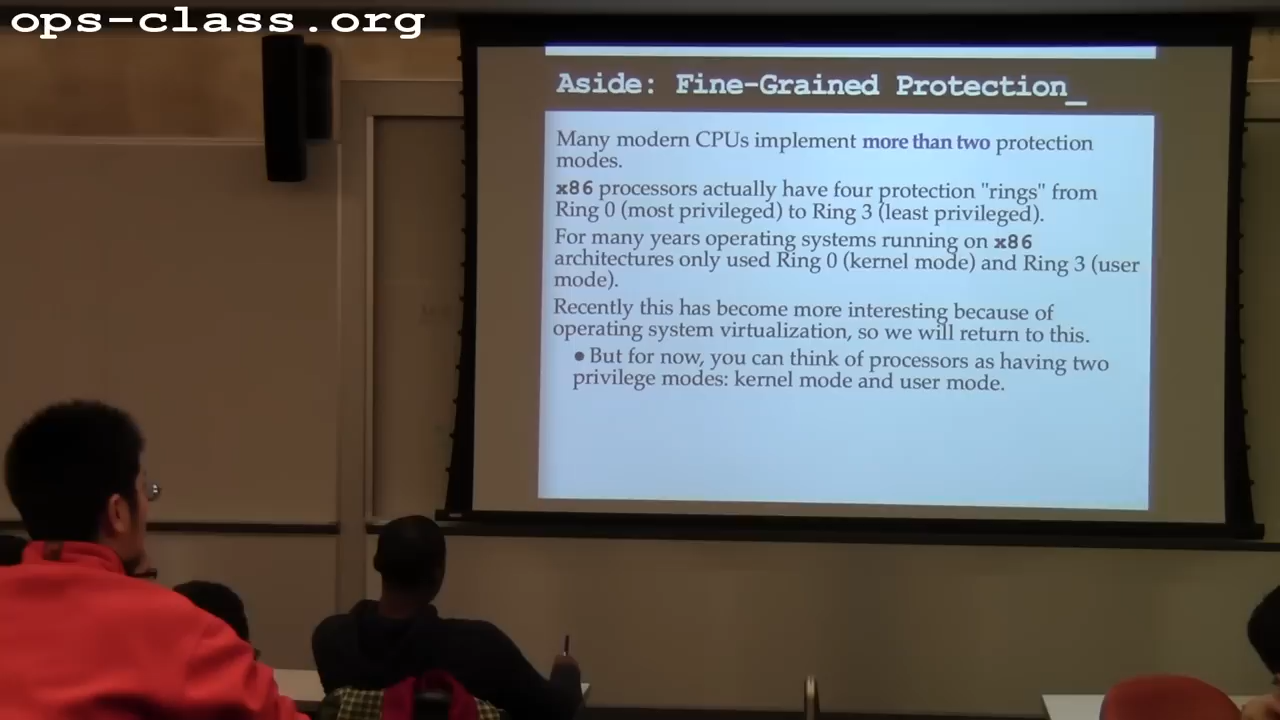 ops-class.org
Aside: Fine-Grained Protection_
Many modern CPUs implement more than two protection
modes.
x86 processors actually have four protection "rings" from
Ring 0 (most privileged) to Ring 3 (least privileged).
For many years operating systems running on x86
architectures only used Ring 0 (kernel mode) and Ring 3 (user
mode).
Recently this has become more interesting because of
operating system virtualization, so we will return to this.
● But for now, you can think of processors as having two
privilege modes: kernel mode and user mode.